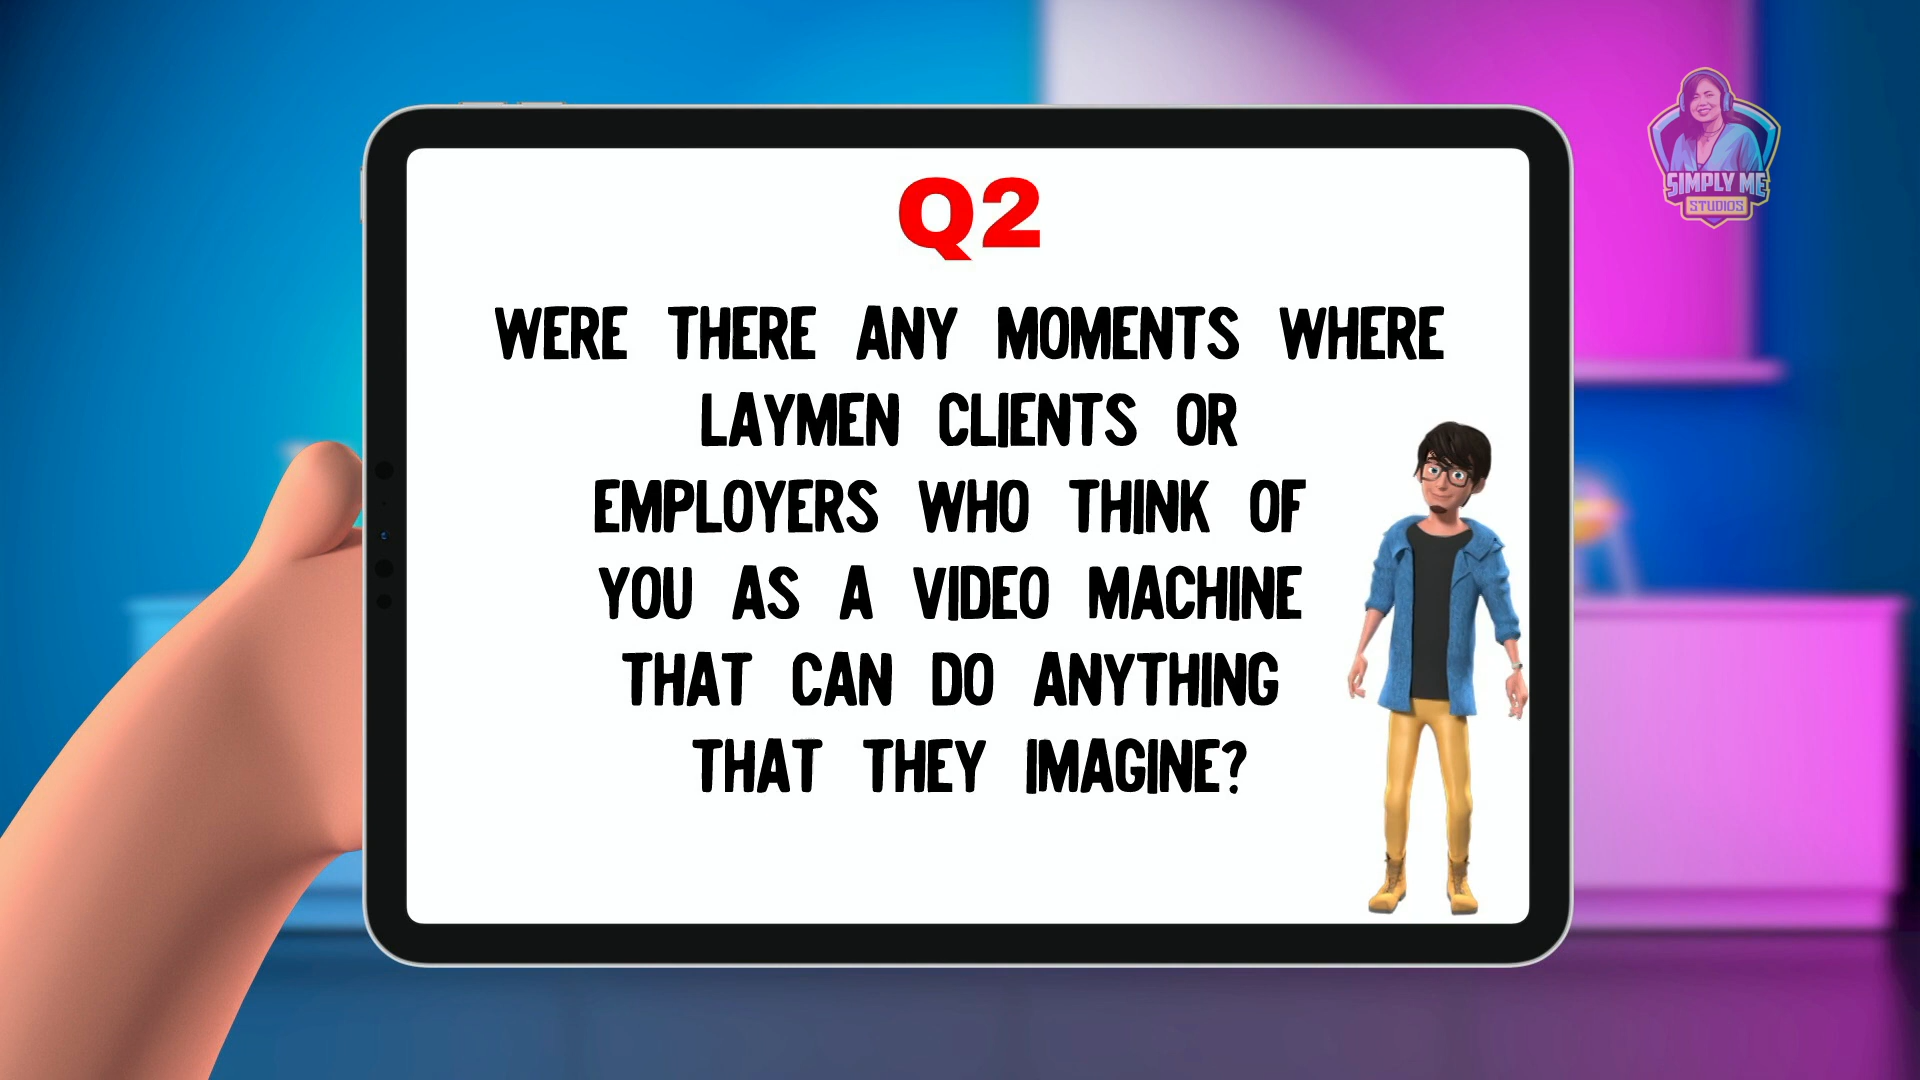 Q2
WERE THERE ANY MOMENTS WHERE
LAYMEN CLIENTS OR
EMPLOYERS WHO THINK OF
YOU AS A VIDEO MACHINE
THAT CAN DO ANYTHING
THAT THEY IMAGINE?
SIMPLY ME
STUDIOS